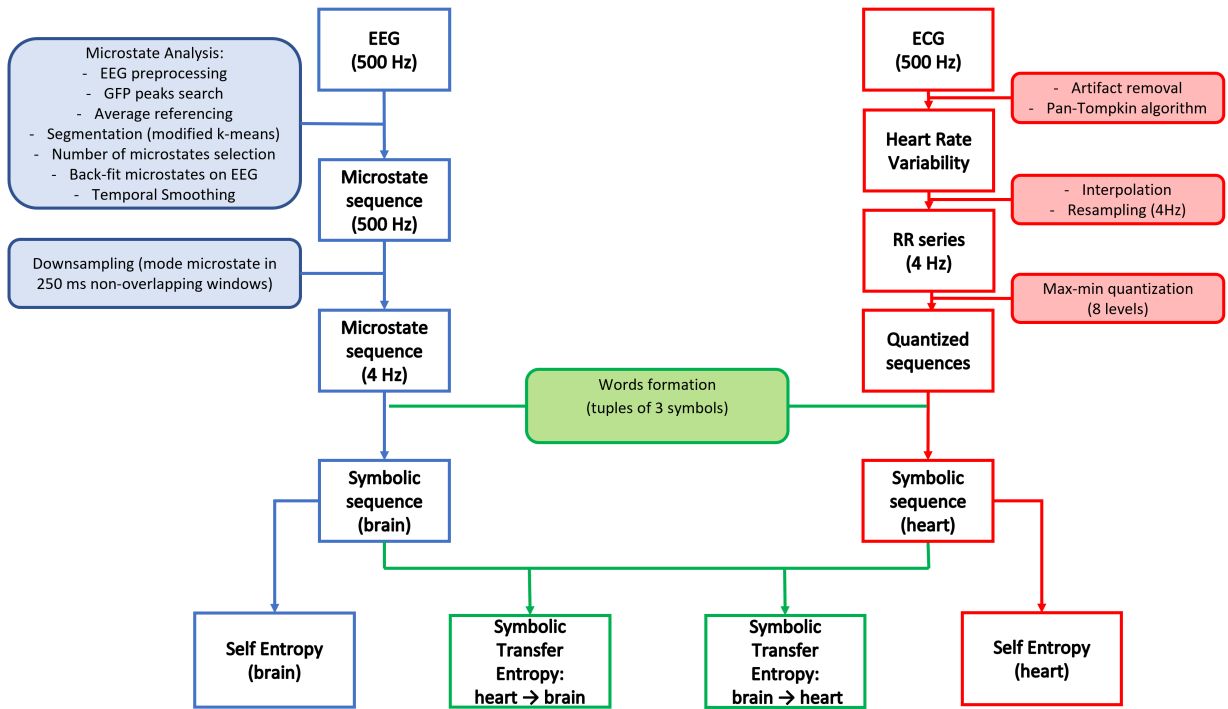 EEG
(500 Hz)
ECG
(500 Hz)
Microstate Analysis:
- EEG preprocessing
- GFP peaks search
- Average referencing
- Segmentation (modified k-means)
- Number of microstates selection
- Back-fit microstates on EEG
- Temporal Smoothing
- Artifact removal
- Pan-Tompkin algorithm
Heart Rate
Variability
Microstate
sequence
(500 Hz)
- Interpolation
- Resampling (4Hz)
RR series
(4 Hz)
Downsampling (mode microstate in
250 ms non-overlapping windows)
Max-min quantization
(8 levels)
Microstate
sequence
(4 Hz)
Quantized
sequences
Words formation
(tuples of 3 symbols)
Symbolic
sequence
(brain)
Symbolic
sequence
(heart)
Self Entropy
(brain)
Symbolic
Transfer
Entropy:
heart → brain
Symbolic
Transfer
Entropy:
brain → heart
Self Entropy
(heart)